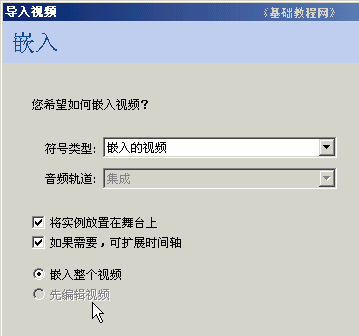 导入视频 《基础教程网》
嵌入
您希望如何嵌入视频？
符号类型: 嵌入的视频
音频轨道: 集成
将实例放置在舞台上
如果需要，可扩展时间轴
嵌入整个视频
先编辑视频